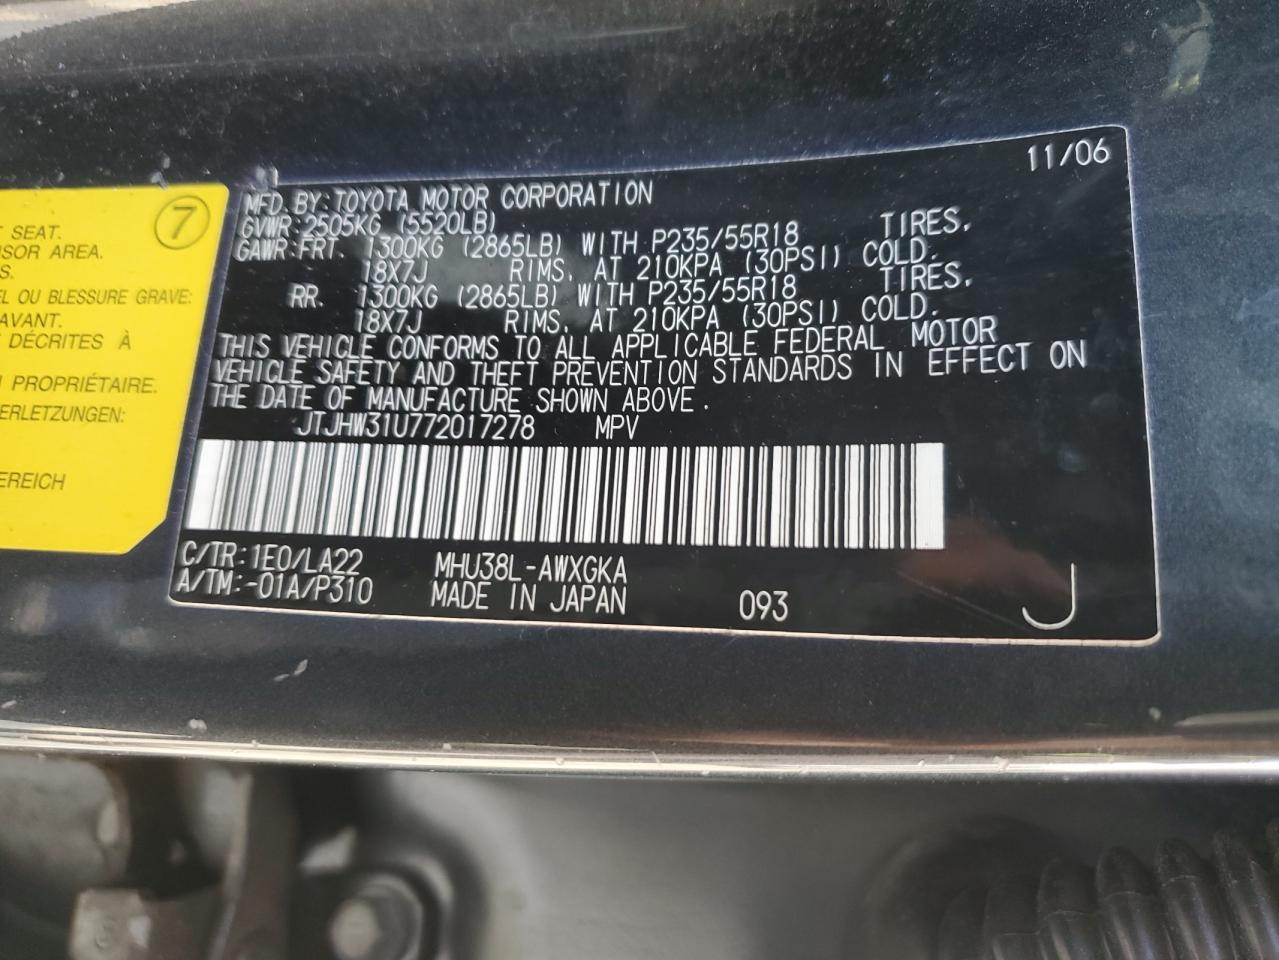 ⑦
T SEAT.
SOR AREA.
S.
EL OU BLESSURE GRAVE:
AVANT.
DÉCRITES À
PROPRIÉTAIRE.
ERLETZUNGEN:
EREICH
11/06
MFD. BY: TOYOTA MOTOR CORPORATION
GVWR: 2505KG (5520LB)
GAWR: FRT. 1300KG (2865LB) WITH P235/55R18 TIRES,
18X7J RIMS, AT 210KPA (30PSI) COLD.
RR. 1300KG (2865LB) WITH P235/55R18 TIRES,
18X7J RIMS, AT 210KPA (30PSI) COLD.
THIS VEHICLE CONFORMS TO ALL APPLICABLE FEDERAL MOTOR
VEHICLE SAFETY AND THEFT PREVENTION STANDARDS IN EFFECT ON
THE DATE OF MANUFACTURE SHOWN ABOVE.
JTJHW31U772017278 MPV
C/TR: 1E0/LA22 MHU38L-AWXGKA
A/TM: -01A/P310 MADE IN JAPAN 093 J